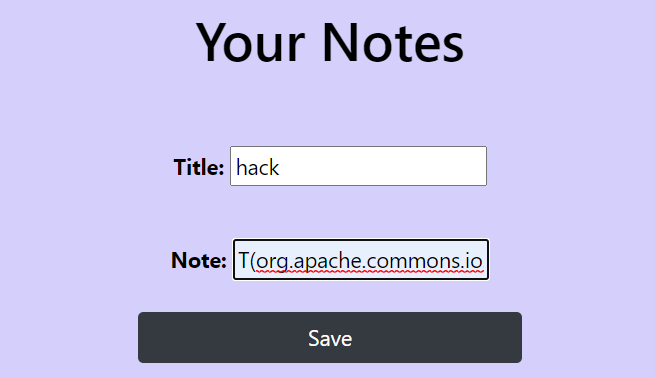 Your Notes
Title: hack
Note: T(org.apache.commons.io
Save